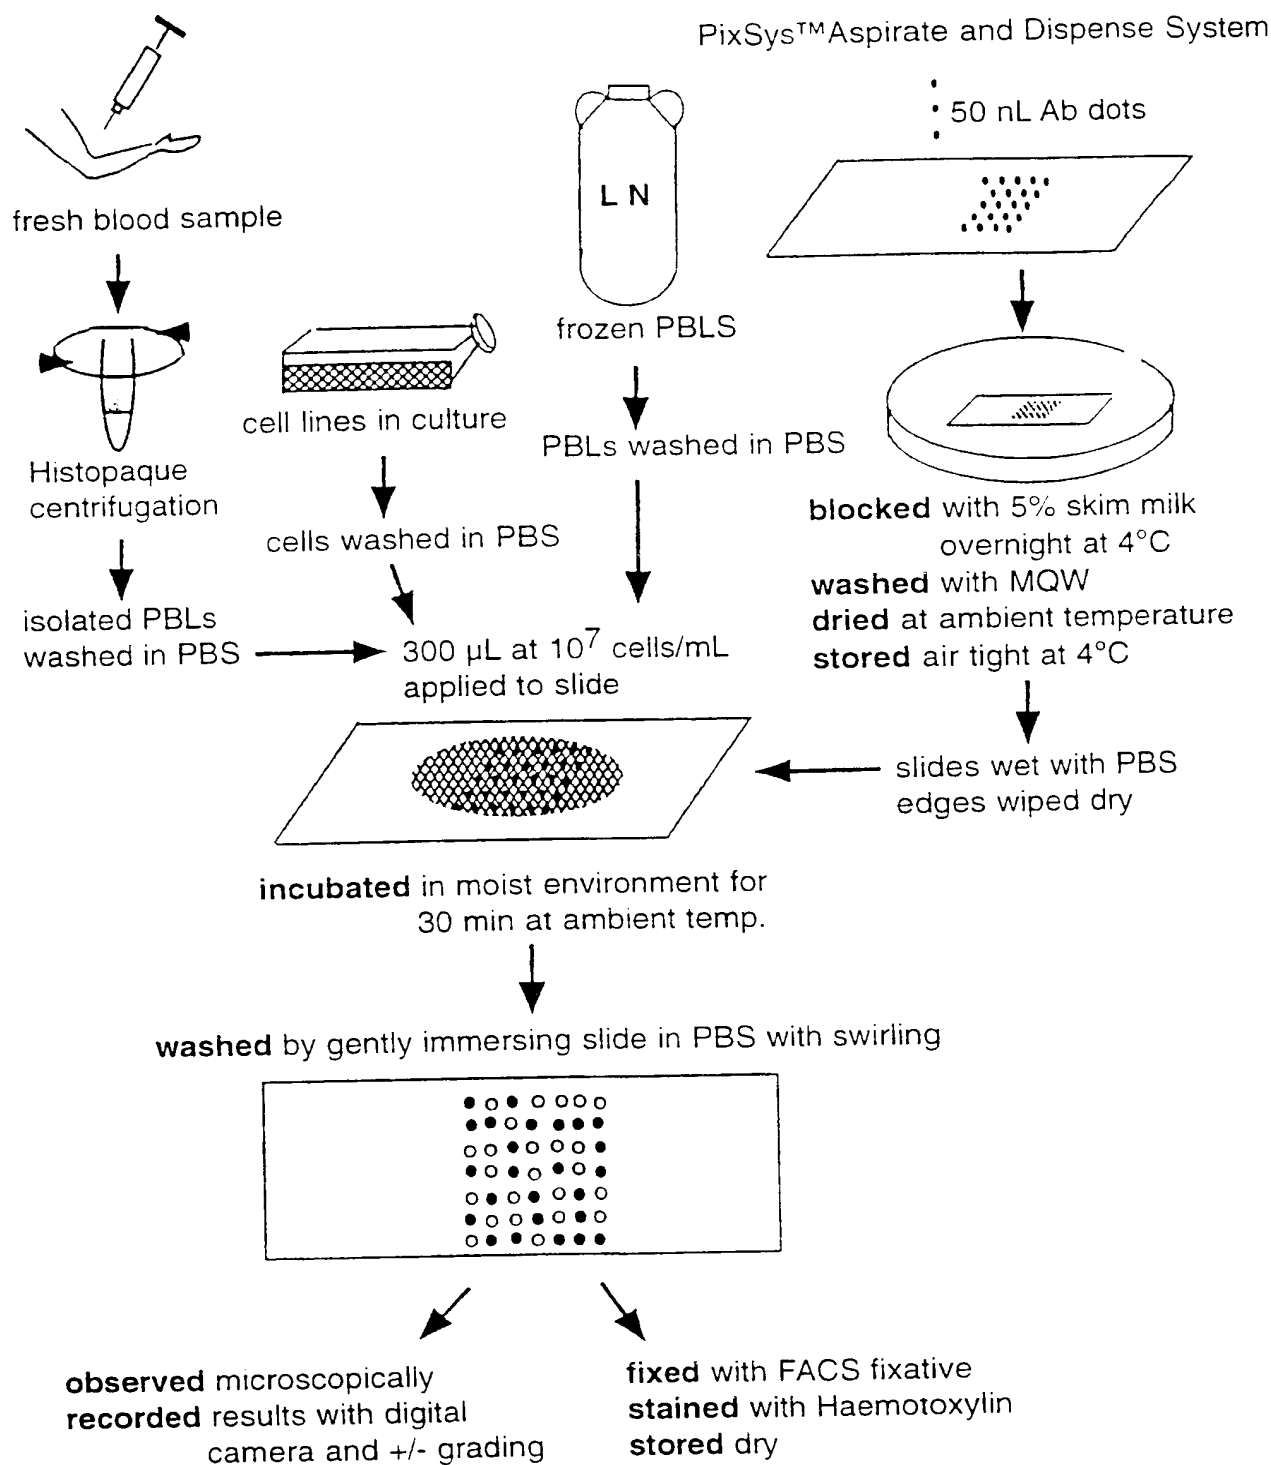 PixSys™Aspirate and Dispense System
50 nL Ab dots
fresh blood sample
L N
frozen PBLS
cell lines in culture
PBLs washed in PBS
Histopaque
centrifugation
cells washed in PBS
blocked with 5% skim milk
overnight at 4°C
washed with MQW
dried at ambient temperature
stored air tight at 4°C
isolated PBLs
washed in PBS
300 µL at 10⁷ cells/mL
applied to slide
slides wet with PBS
edges wiped dry
incubated in moist environment for
30 min at ambient temp.
washed by gently immersing slide in PBS with swirling
observed microscopically
recorded results with digital
camera and +/- grading
fixed with FACS fixative
stained with Haemotoxylin
stored dry